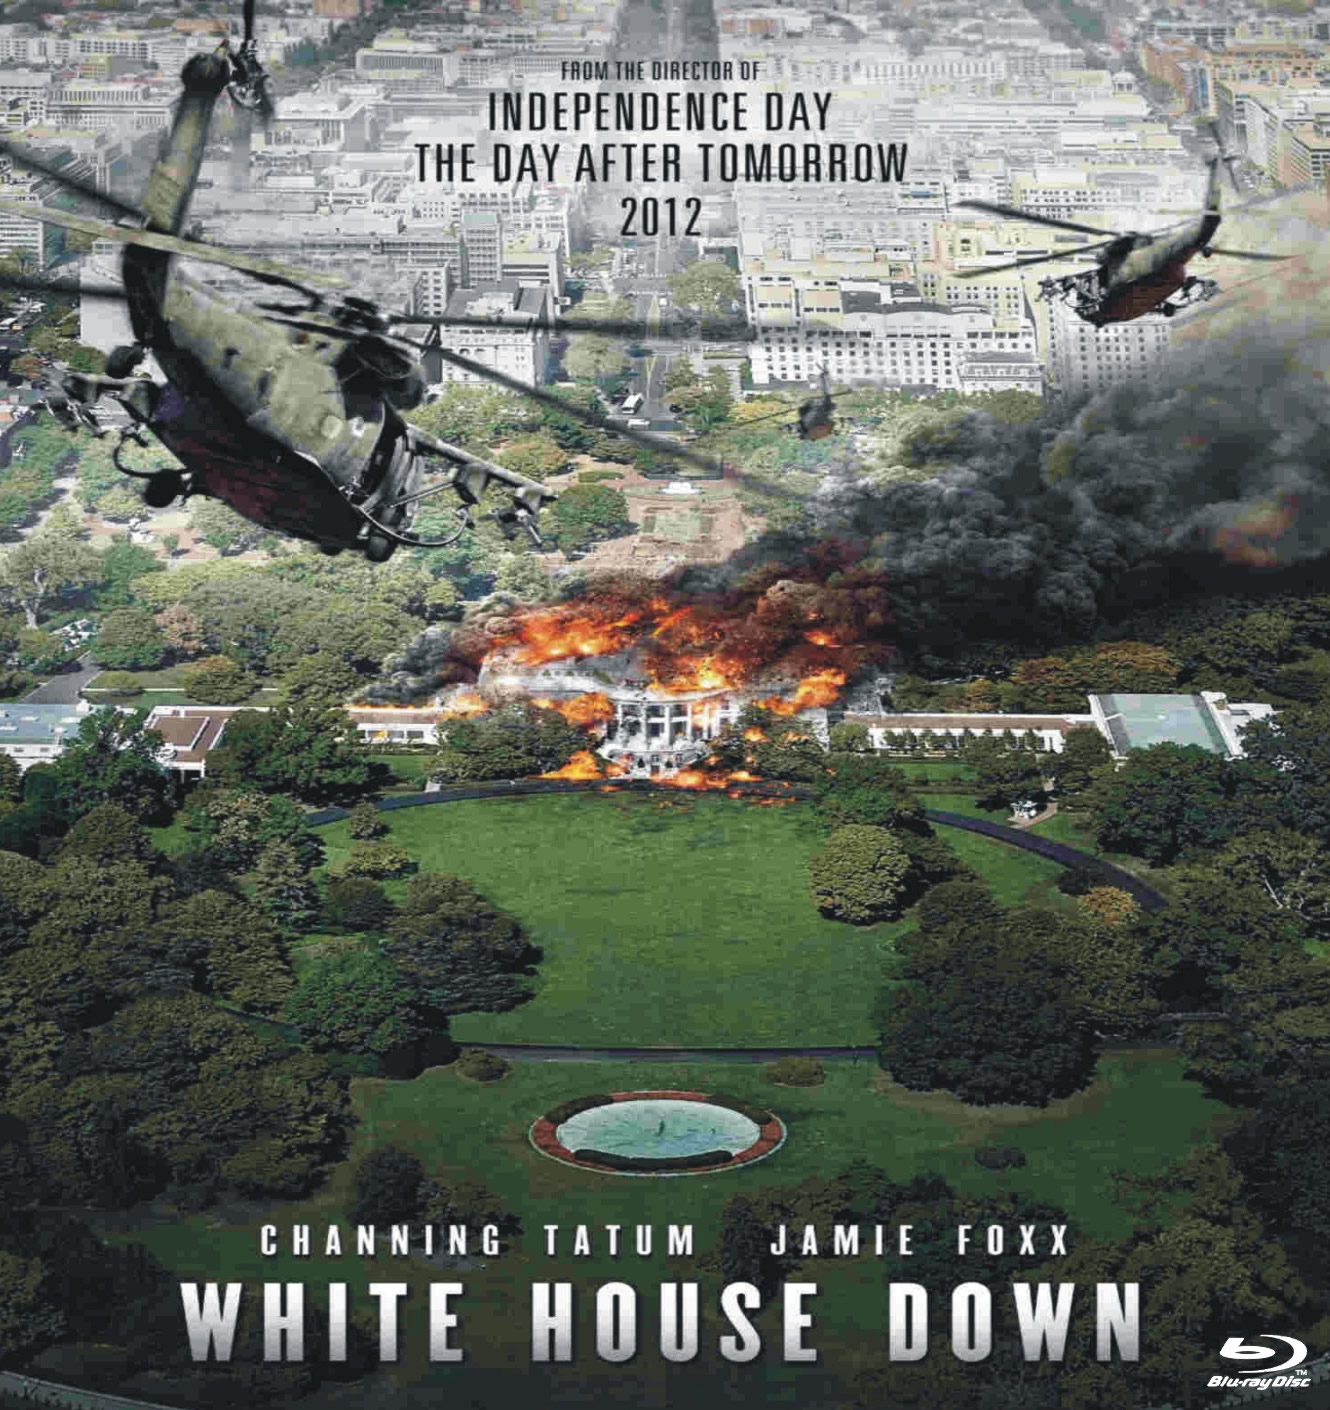 FROM THE DIRECTOR OF
INDEPENDENCE DAY
THE DAY AFTER TOMORROW
2012
CHANNING TATUM JAMIE FOXX
WHITE HOUSE DOWN
Blu-ray Disc™